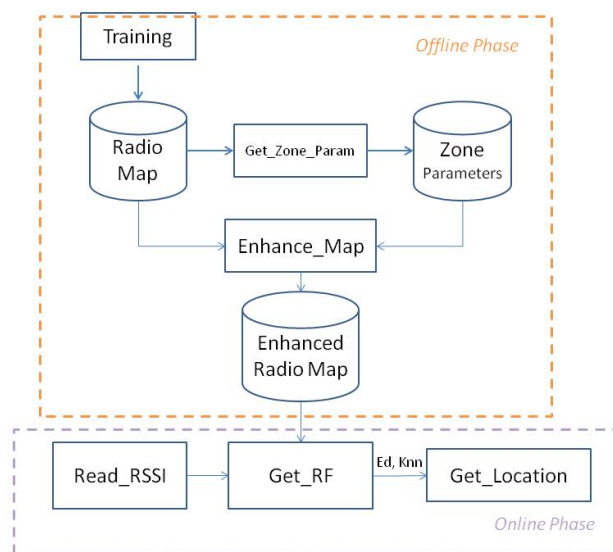 Training
Offline Phase
Radio
Map
Get_Zone_Param
Zone
Parameters
Enhance_Map
Enhanced
Radio Map
Read_RSSI
Get_RF
Ed, Knn
Get_Location
Online Phase